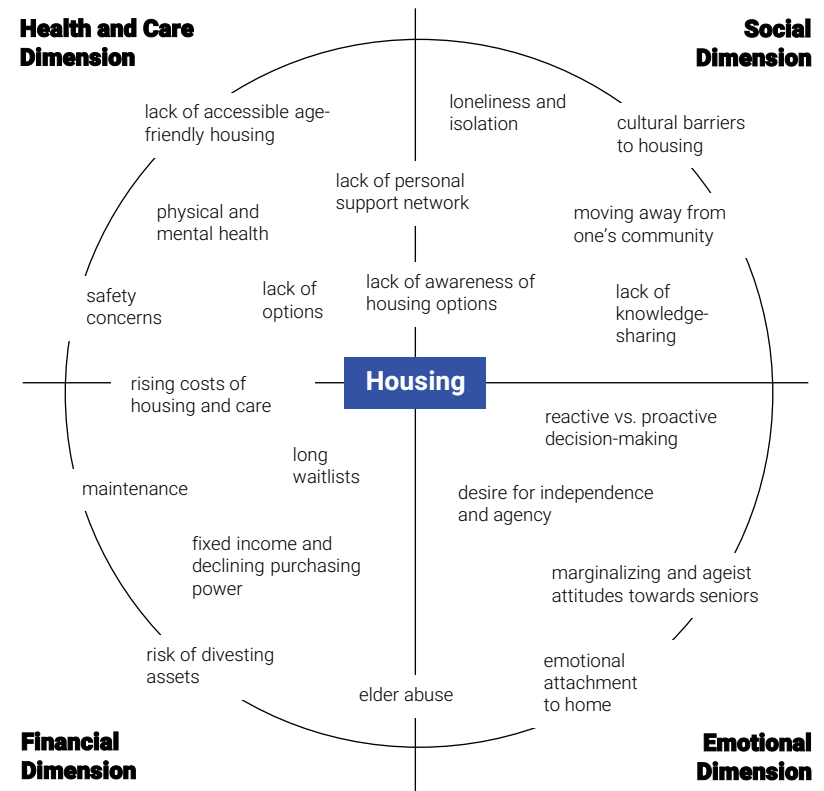 Health and Care
Dimension
Social
Dimension
lack of accessible age-
friendly housing
loneliness and
isolation
cultural barriers
to housing
lack of personal
support network
physical and
mental health
moving away from
one's community
safety
concerns
lack of
options
lack of awareness of
housing options
lack of
knowledge-
sharing
Housing
rising costs of
housing and care
reactive vs. proactive
decision-making
long
waitlists
maintenance
desire for independence
and agency
fixed income and
declining purchasing
power
marginalizing and ageist
attitudes towards seniors
risk of divesting
assets
emotional
attachment
to home
elder abuse
Financial
Dimension
Emotional
Dimension